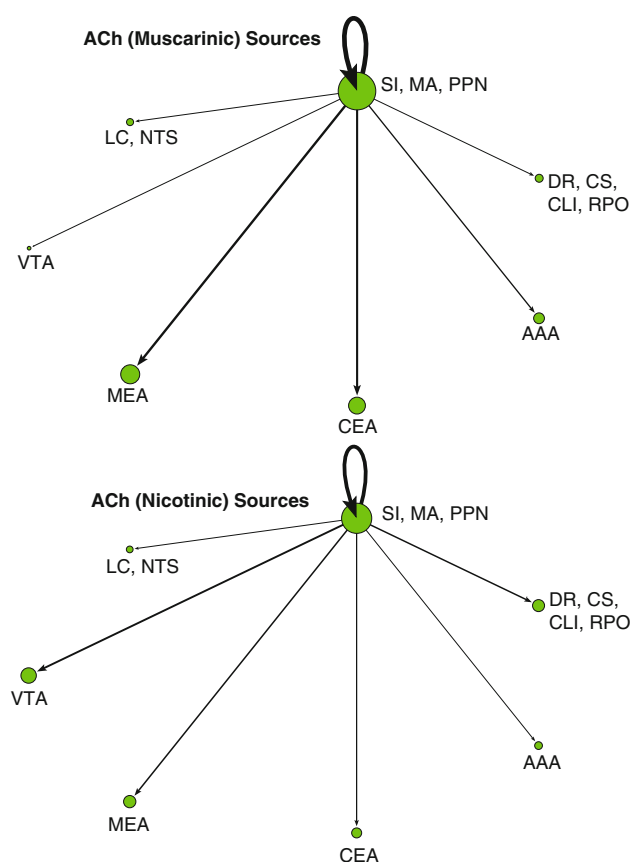 ACh (Muscarinic) Sources
SI, MA, PPN
LC, NTS
DR, CS,
CLI, RPO
VTA
AAA
MEA
CEA
ACh (Nicotinic) Sources
SI, MA, PPN
LC, NTS
DR, CS,
CLI, RPO
VTA
AAA
MEA
CEA